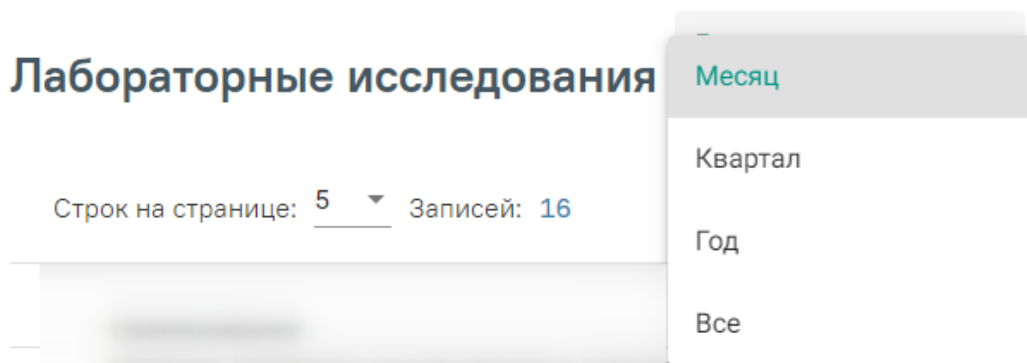 Лабораторные исследования
Месяц
Квартал
Строк на странице: 5 Записей: 16
Год
Все